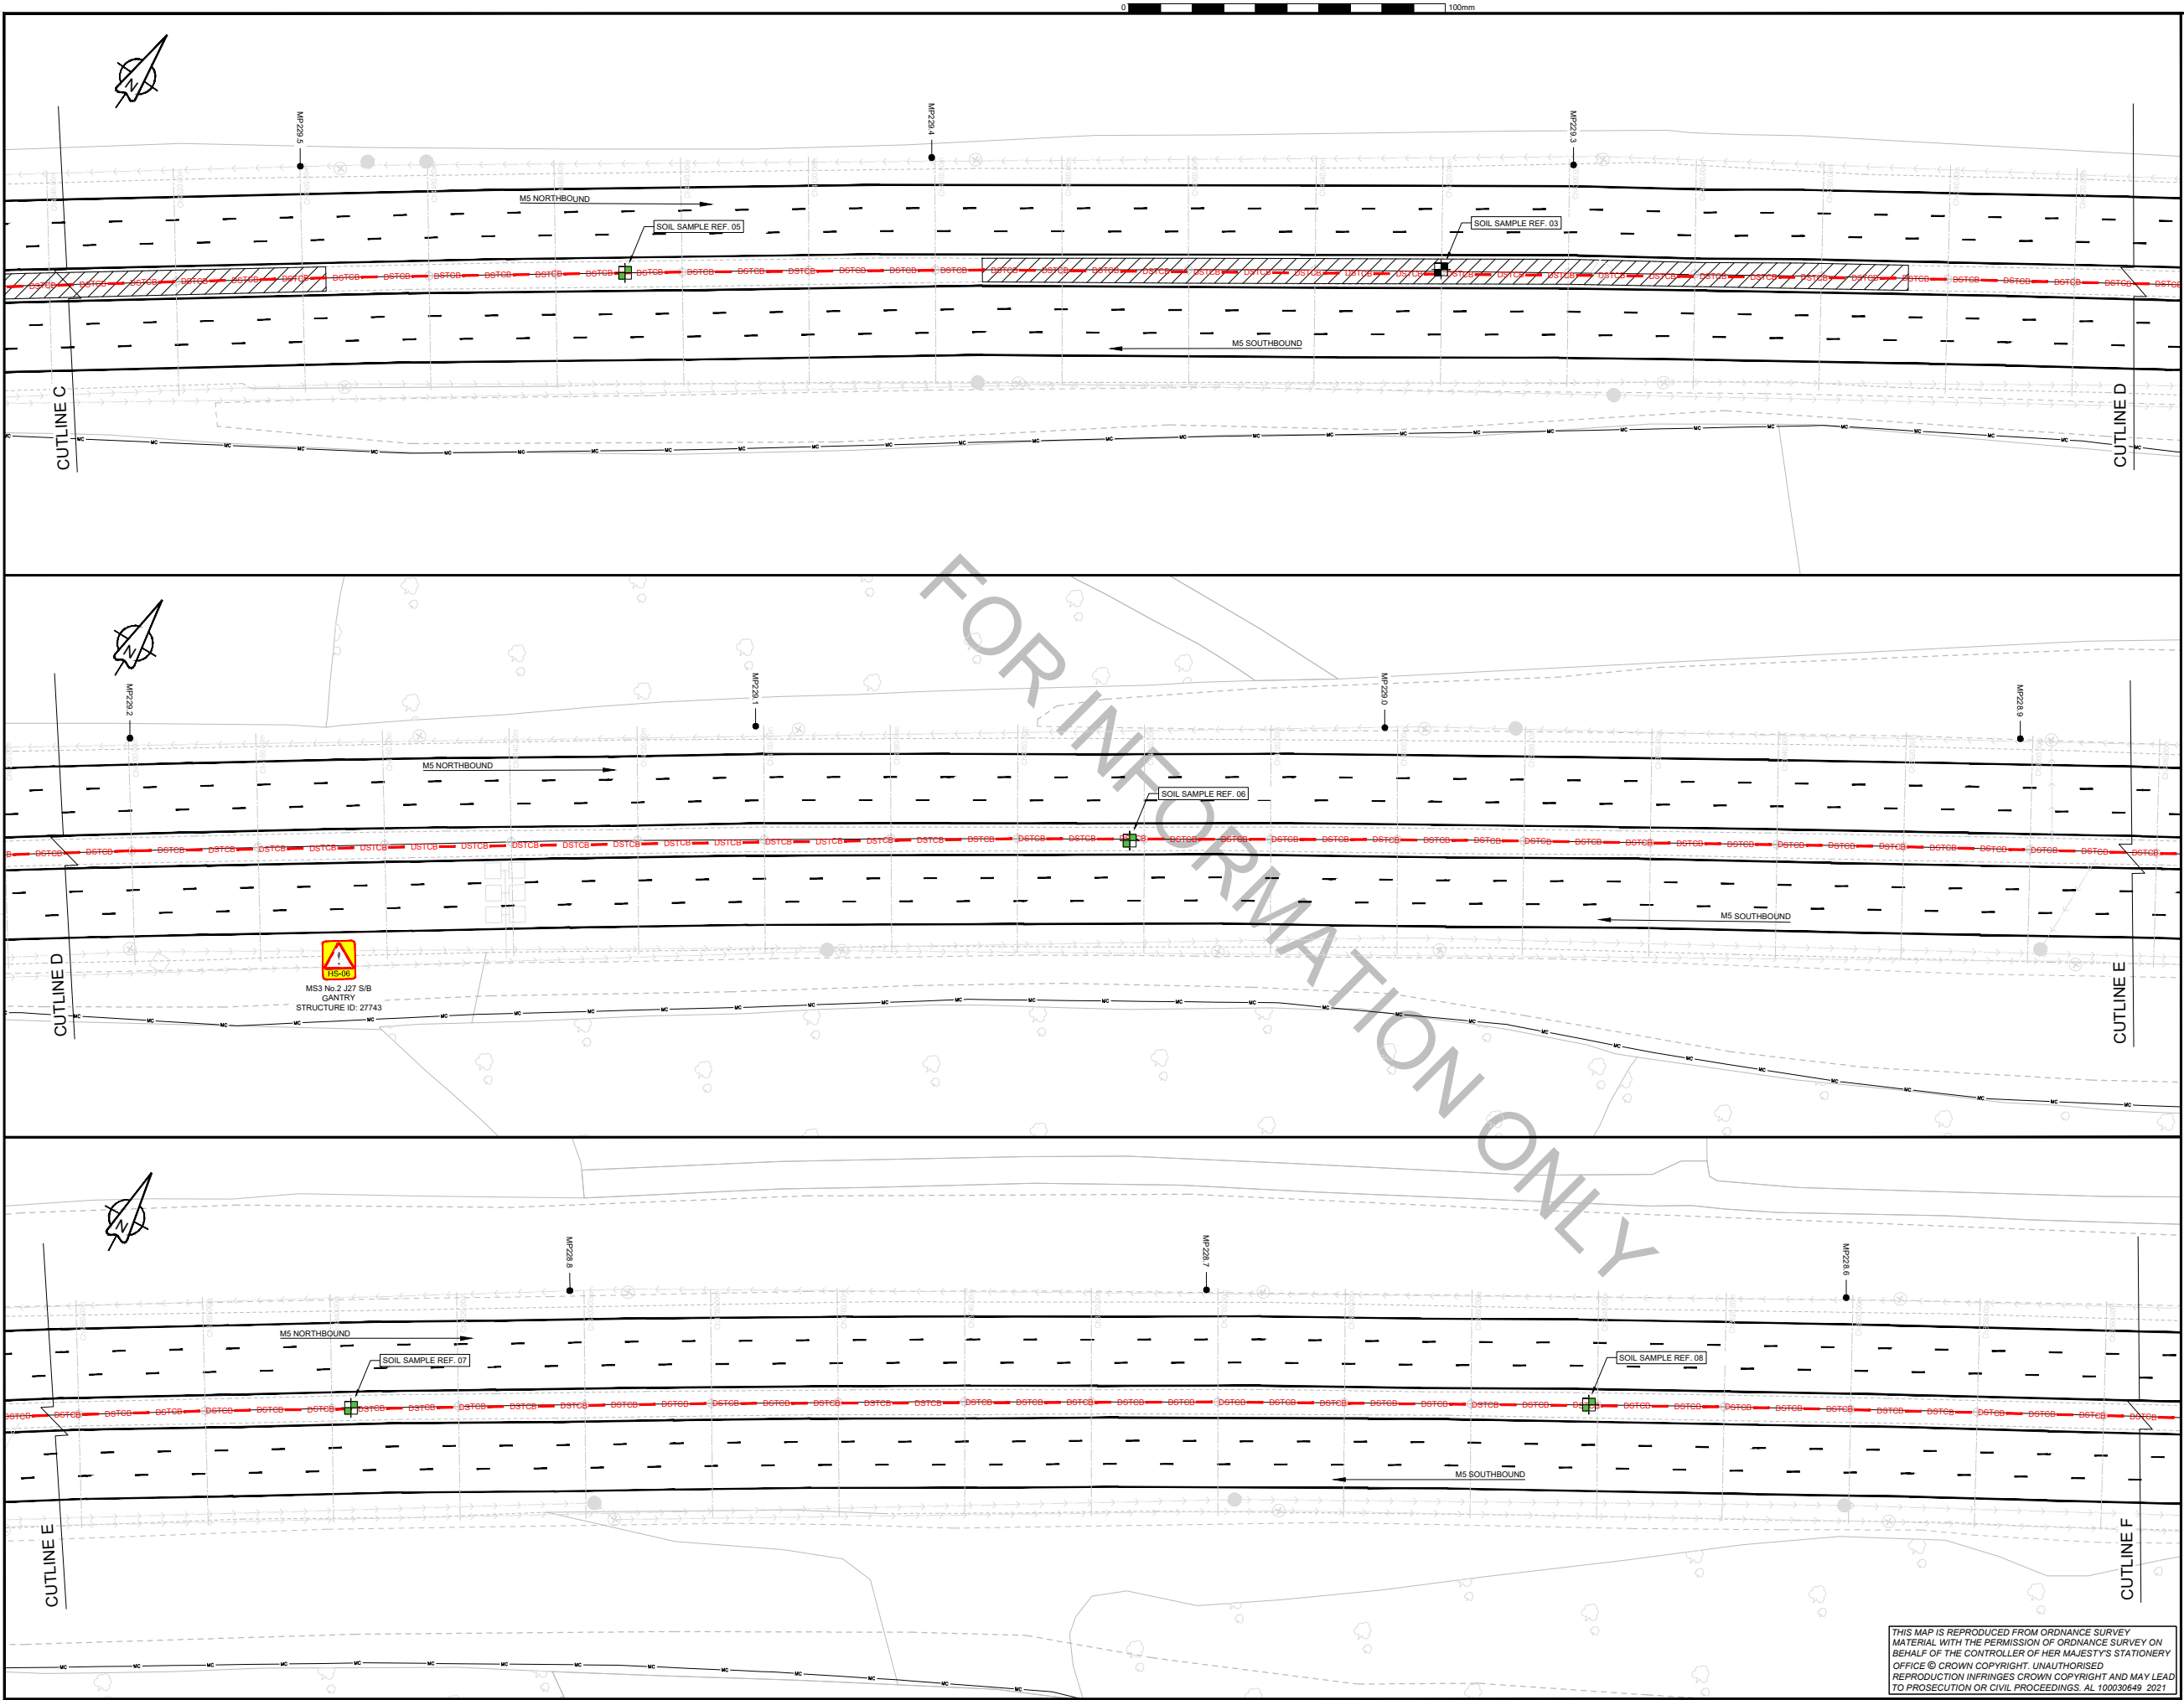 0 100mm
MP229.5
MP229.4
MP229.3
M5 NORTHBOUND
SOIL SAMPLE REF. 05
SOIL SAMPLE REF. 03
DSTCB
M5 SOUTHBOUND
CUTLINE C
CUTLINE D
MC
N
MP229.2
MP229.1
MP229.0
MP228.9
M5 NORTHBOUND
SOIL SAMPLE REF. 06
DSTCB
M5 SOUTHBOUND
HS-06
MS3 No.2 J27 S/B
GANTRY
STRUCTURE ID: 27743
CUTLINE D
CUTLINE E
MC
N
FOR INFORMATION ONLY
MP228.8
MP228.7
MP228.6
M5 NORTHBOUND
SOIL SAMPLE REF. 07
SOIL SAMPLE REF. 08
DSTCB
M5 SOUTHBOUND
CUTLINE E
CUTLINE F
MC
N
THIS MAP IS REPRODUCED FROM ORDNANCE SURVEY
MATERIAL WITH THE PERMISSION OF ORDNANCE SURVEY ON
BEHALF OF THE CONTROLLER OF HER MAJESTY'S STATIONERY
OFFICE © CROWN COPYRIGHT. UNAUTHORISED
REPRODUCTION INFRINGES CROWN COPYRIGHT AND MAY LEAD
TO PROSECUTION OR CIVIL PROCEEDINGS. AL 100030649 2021